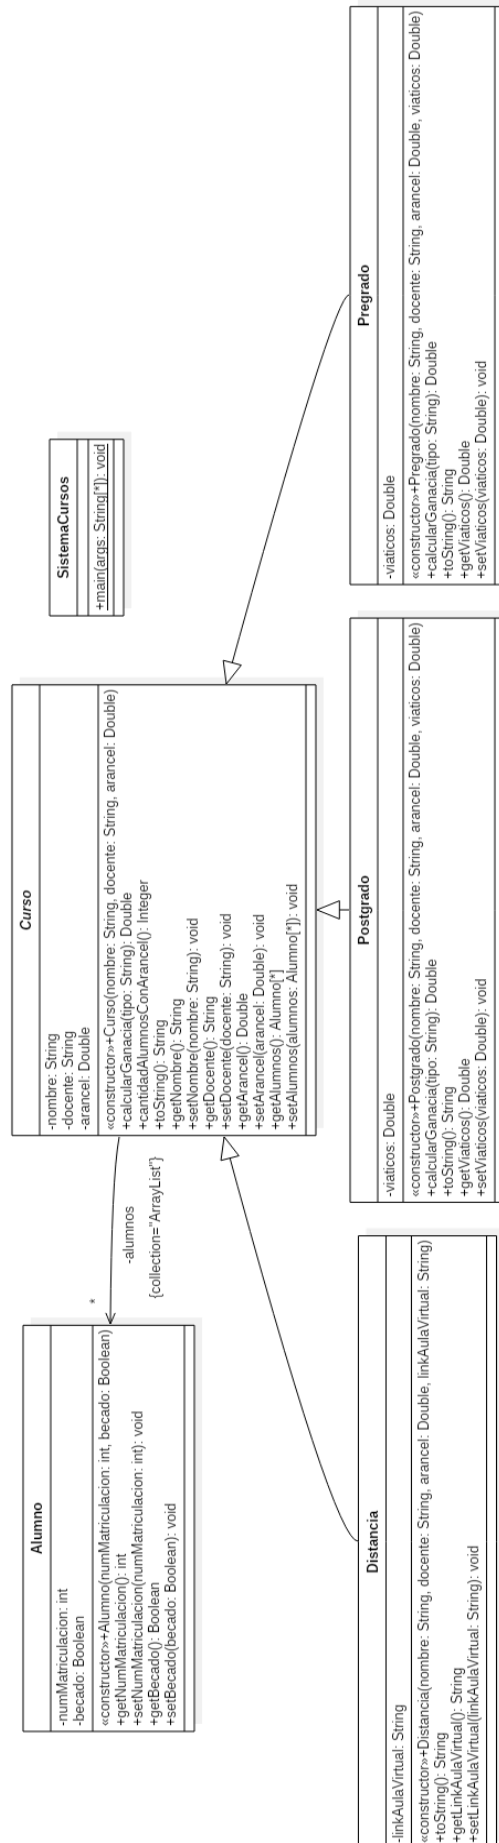 Alumno
-numMatriculacion: int
-becado: Boolean
«constructor»+Alumno(numMatriculacion: int, becado: Boolean)
+getNumMatriculacion(): int
+setNumMatriculacion(numMatriculacion: int): void
+getBecado(): Boolean
+setBecado(becado: Boolean): void
*
-alumnos
{collection="ArrayList"}
Curso
-nombre: String
-docente: String
-arancel: Double
«constructor»+Curso(nombre: String, docente: String, arancel: Double)
+calcularGanacia(tipo: String): Double
+cantidadAlumnosConArancel(): Integer
+toString(): String
+getNombre(): String
+setNombre(nombre: String): void
+getDocente(): String
+setDocente(docente: String): void
+getArancel(): Double
+setArancel(arancel: Double): void
+getAlumnos(): Alumno[*]
+setAlumnos(alumnos: Alumno[*]): void
SistemaCursos
+main(args: String[*]): void
Distancia
-linkAulaVirtual: String
«constructor»+Distancia(nombre: String, docente: String, arancel: Double, linkAulaVirtual: String)
+toString(): String
+getLinkAulaVirtual(): String
+setLinkAulaVirtual(linkAulaVirtual: String): void
Postgrado
-viaticos: Double
«constructor»+Postgrado(nombre: String, docente: String, arancel: Double, viaticos: Double)
+calcularGanacia(tipo: String): Double
+toString(): String
+getViaticos(): Double
+setViaticos(viaticos: Double): void
Pregrado
-viaticos: Double
«constructor»+Pregrado(nombre: String, docente: String, arancel: Double, viaticos: Double)
+calcularGanacia(tipo: String): Double
+toString(): String
+getViaticos(): Double
+setViaticos(viaticos: Double): void